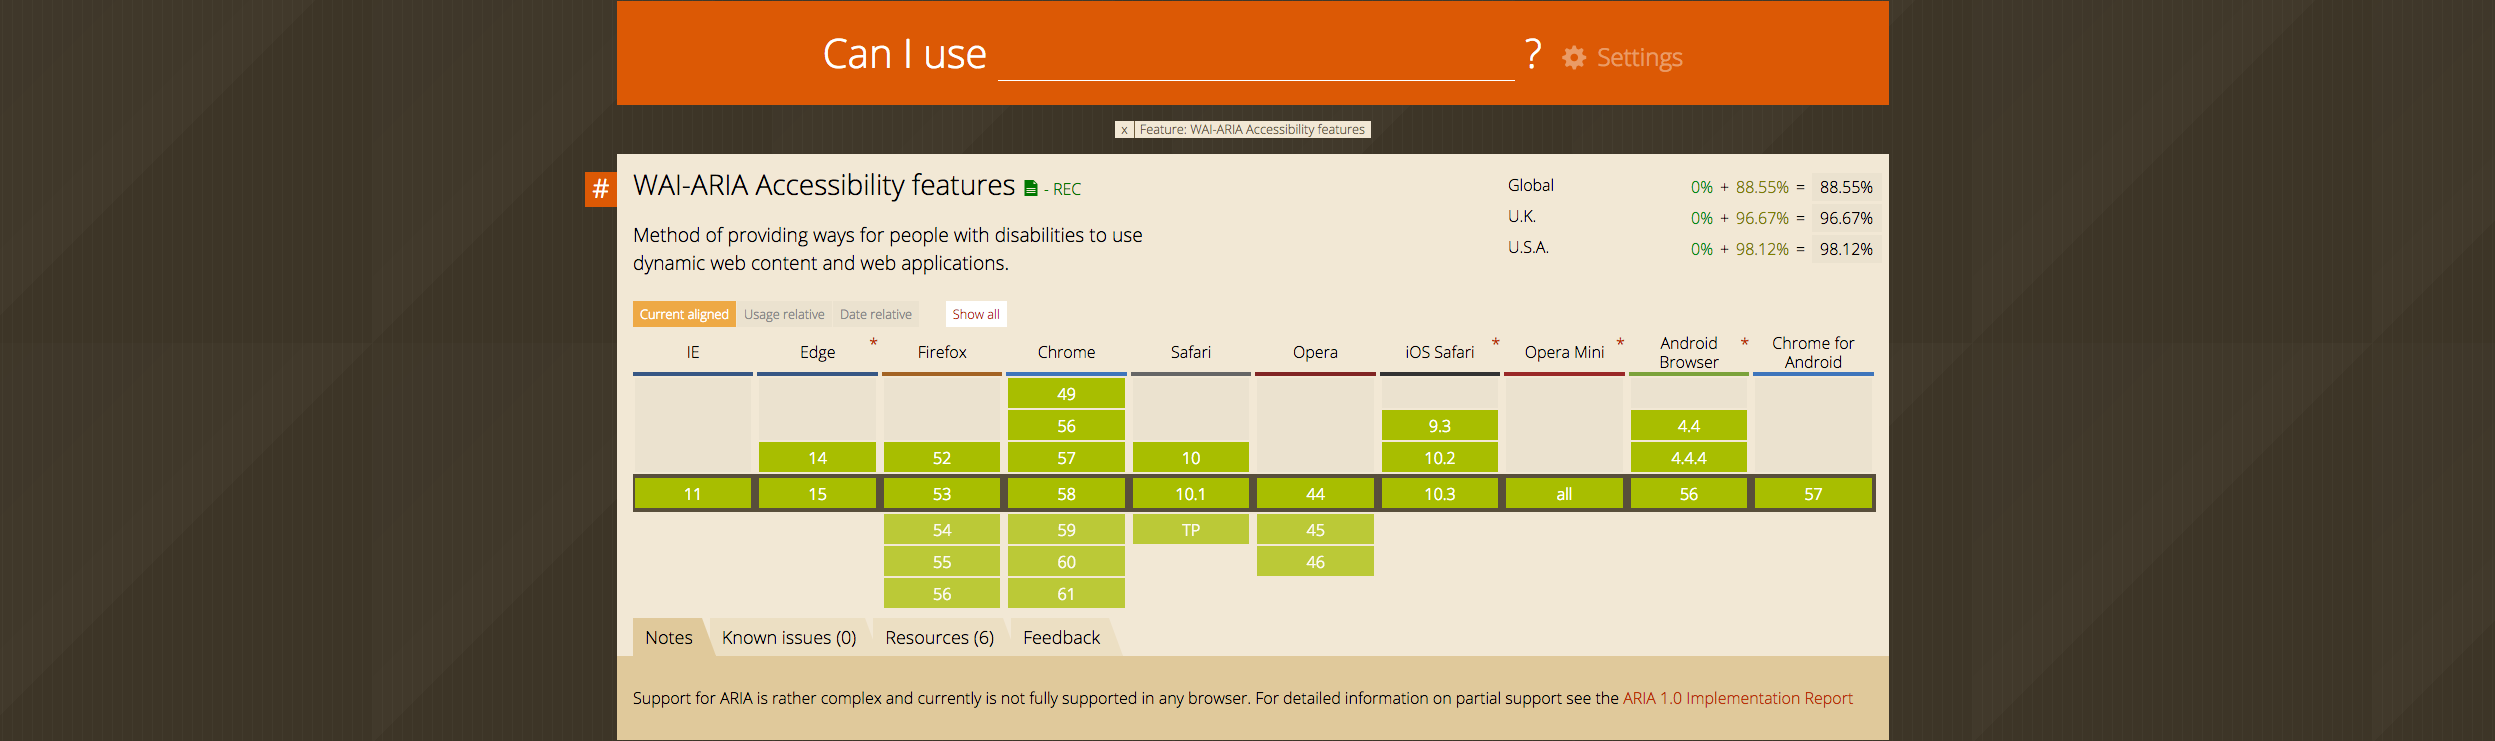 Can I use ? Settings
x Feature: WAI-ARIA Accessibility features
# WAI-ARIA Accessibility features - REC
Method of providing ways for people with disabilities to use
dynamic web content and web applications.
Global 0% + 88.55% = 88.55%
U.K. 0% + 96.67% = 96.67%
U.S.A. 0% + 98.12% = 98.12%
Current aligned Usage relative Date relative Show all
IE Edge * Firefox Chrome Safari Opera iOS Safari * Opera Mini * Android Browser * Chrome for Android
49
56 9.3 4.4
14 52 57 10 10.2 4.4.4
11 15 53 58 10.1 44 10.3 all 56 57
54 59 TP 45
55 60 46
56 61
Notes Known issues (0) Resources (6) Feedback
Support for ARIA is rather complex and currently is not fully supported in any browser. For detailed information on partial support see the ARIA 1.0 Implementation Report